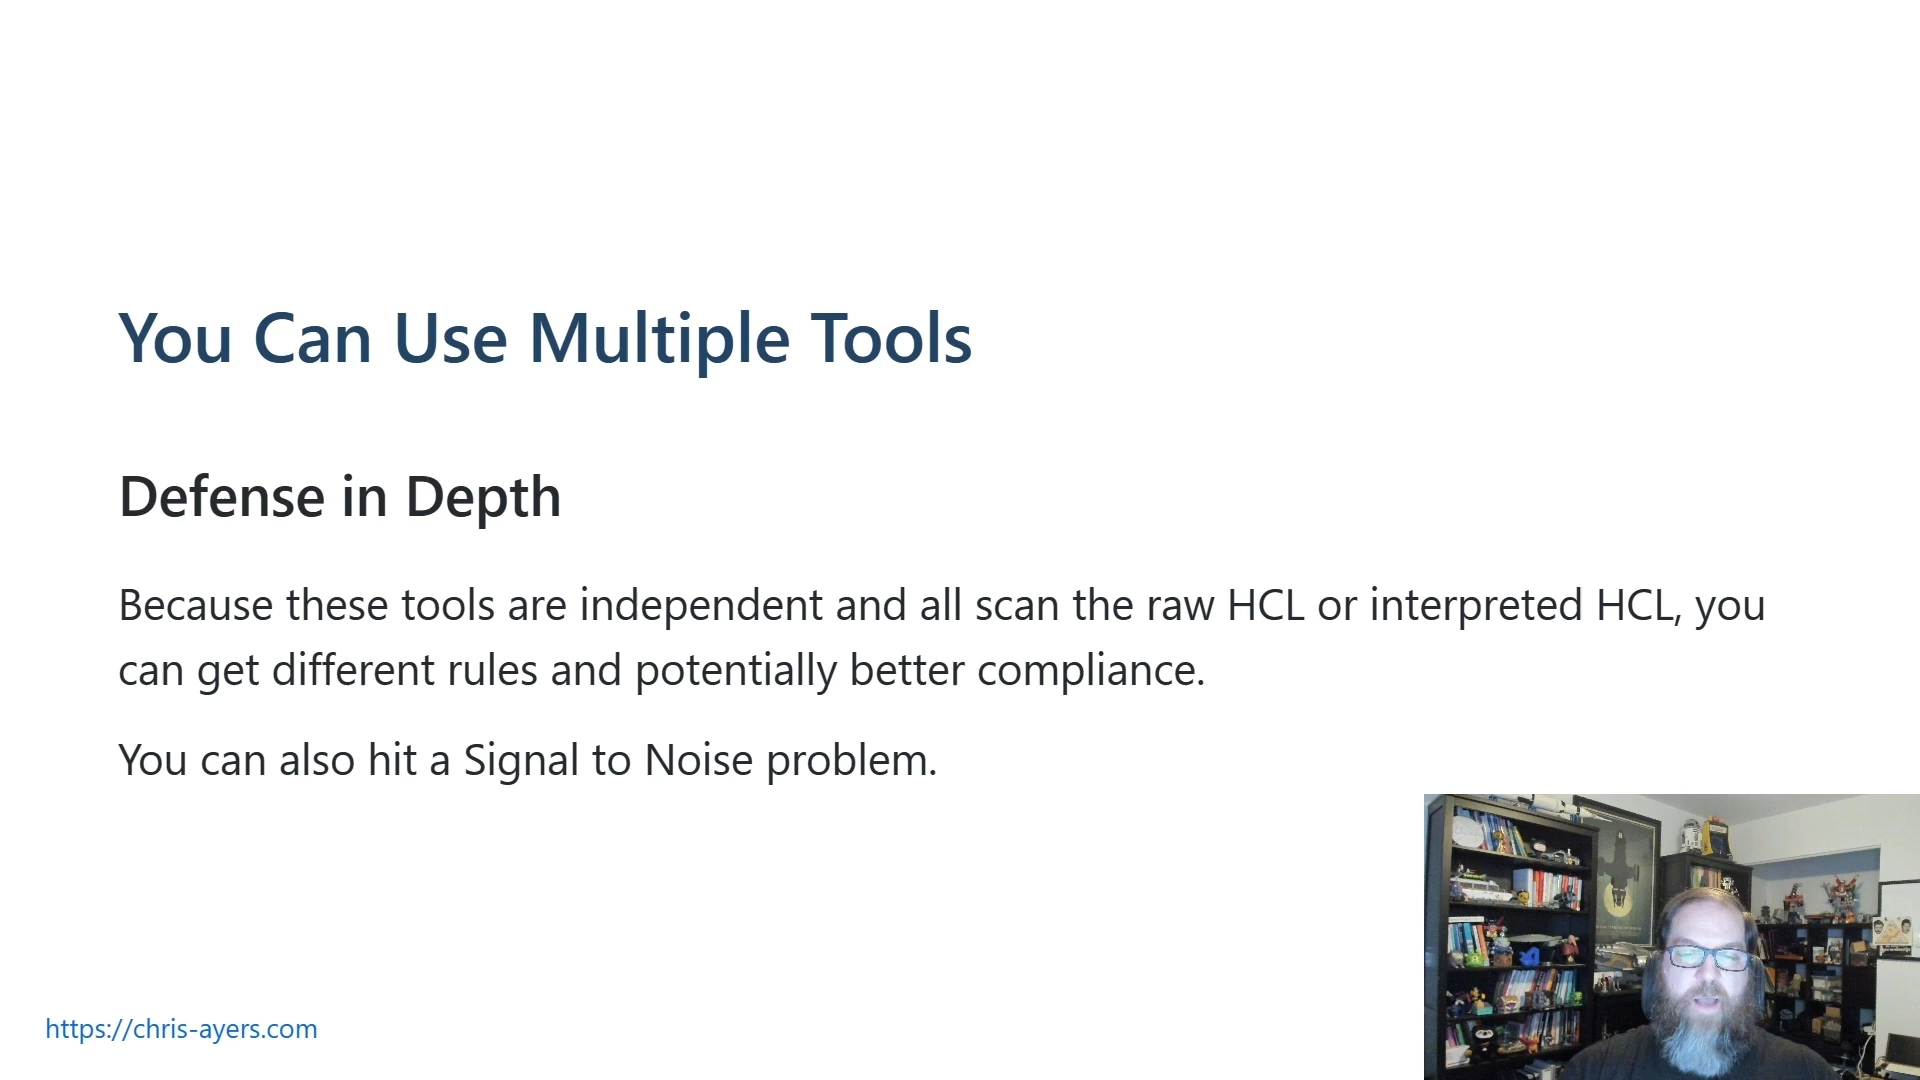 You Can Use Multiple Tools
Defense in Depth
Because these tools are independent and all scan the raw HCL or interpreted HCL, you
can get different rules and potentially better compliance.
You can also hit a Signal to Noise problem.
https://chris-ayers.com